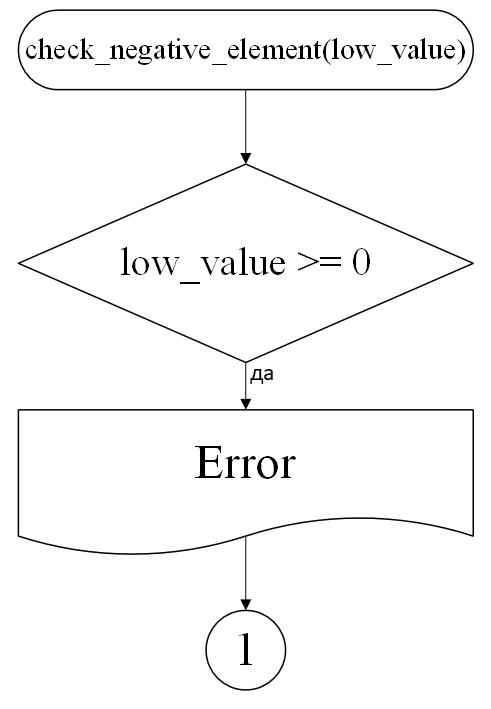 check_negative_element(low_value)
low_value >= 0
да
Error
1